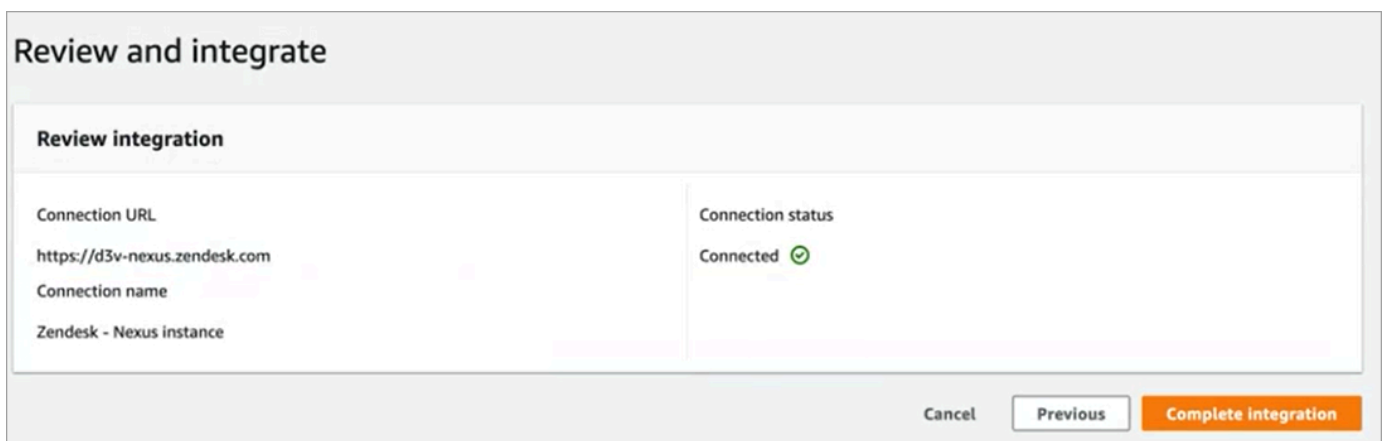 Review and integrate
Review integration
Connection URL
https://d3v-nexus.zendesk.com
Connection name
Zendesk - Nexus instance
Connection status
Connected
Cancel
Previous
Complete integration